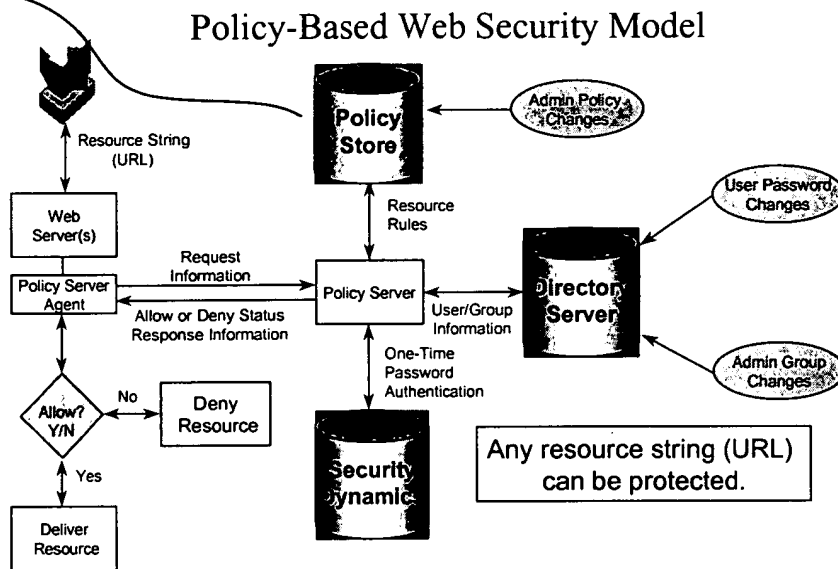 Policy-Based Web Security Model
Resource String
(URL)
Policy
Store
Admin Policy
Changes
Web
Server(s)
Resource
Rules
User Password
Changes
Request
Information
Policy Server
Agent
Policy Server
Directory
Server
Allow or Deny Status
Response Information
User/Group
Information
One-Time
Password
Authentication
Admin Group
Changes
Allow?
Y/N
No
Deny
Resource
Yes
Security
Dynamic
Any resource string (URL)
can be protected.
Deliver
Resource